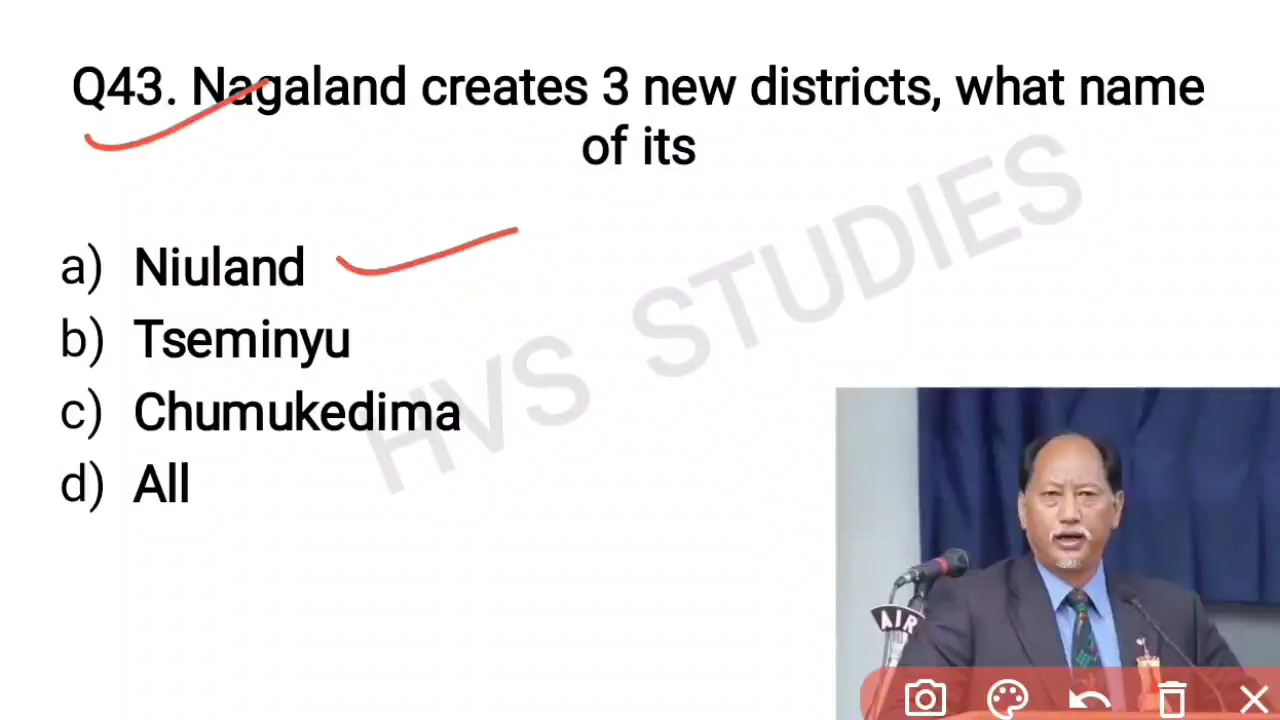 Q43. Nagaland creates 3 new districts, what name
of its
a) Niuland
b) Tseminyu
c) Chumukedima
d) All
HVS STUDIES
AIR